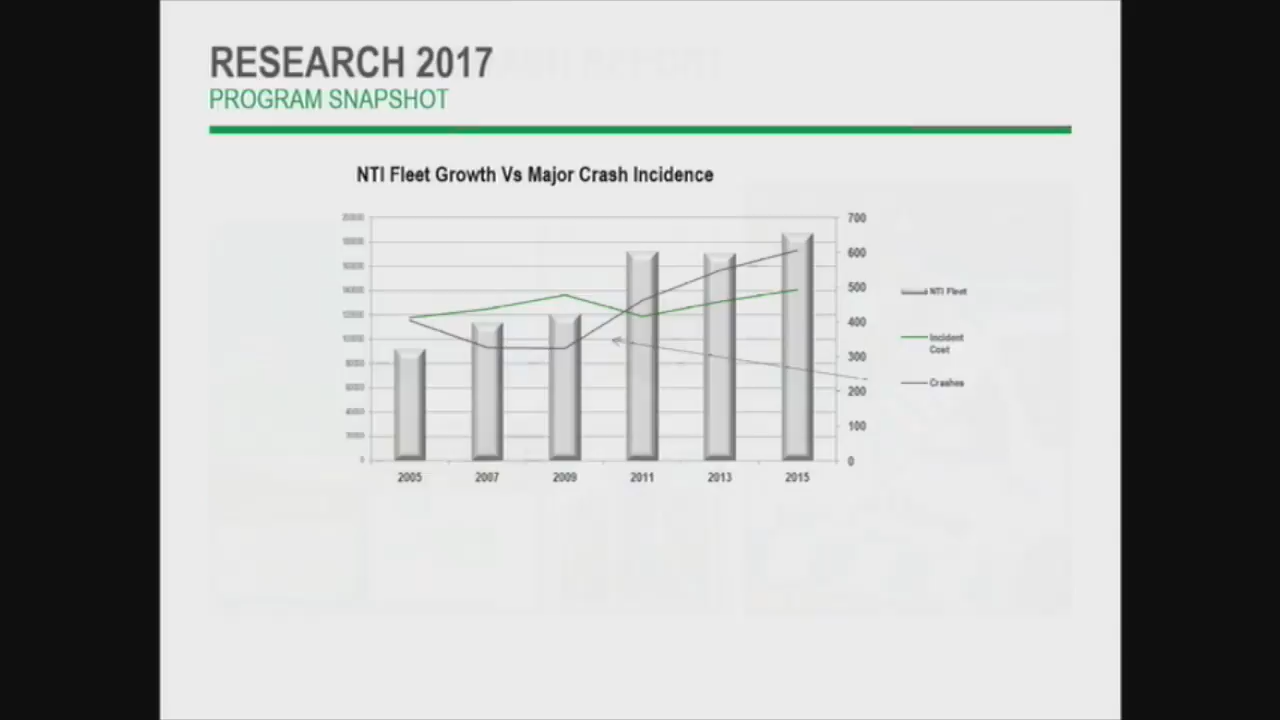 RESEARCH 2017
PROGRAM SNAPSHOT
NTI Fleet Growth Vs Major Crash Incidence
700
600
500
400
300
200
100
0
NTI Fleet
Incident
Cost
Crashes
2005 2007 2009 2011 2013 2015